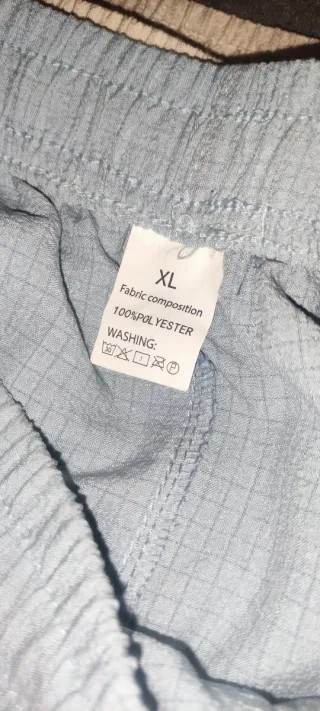 XL
Fabric composition
100%POLYESTER
WASHING:
P